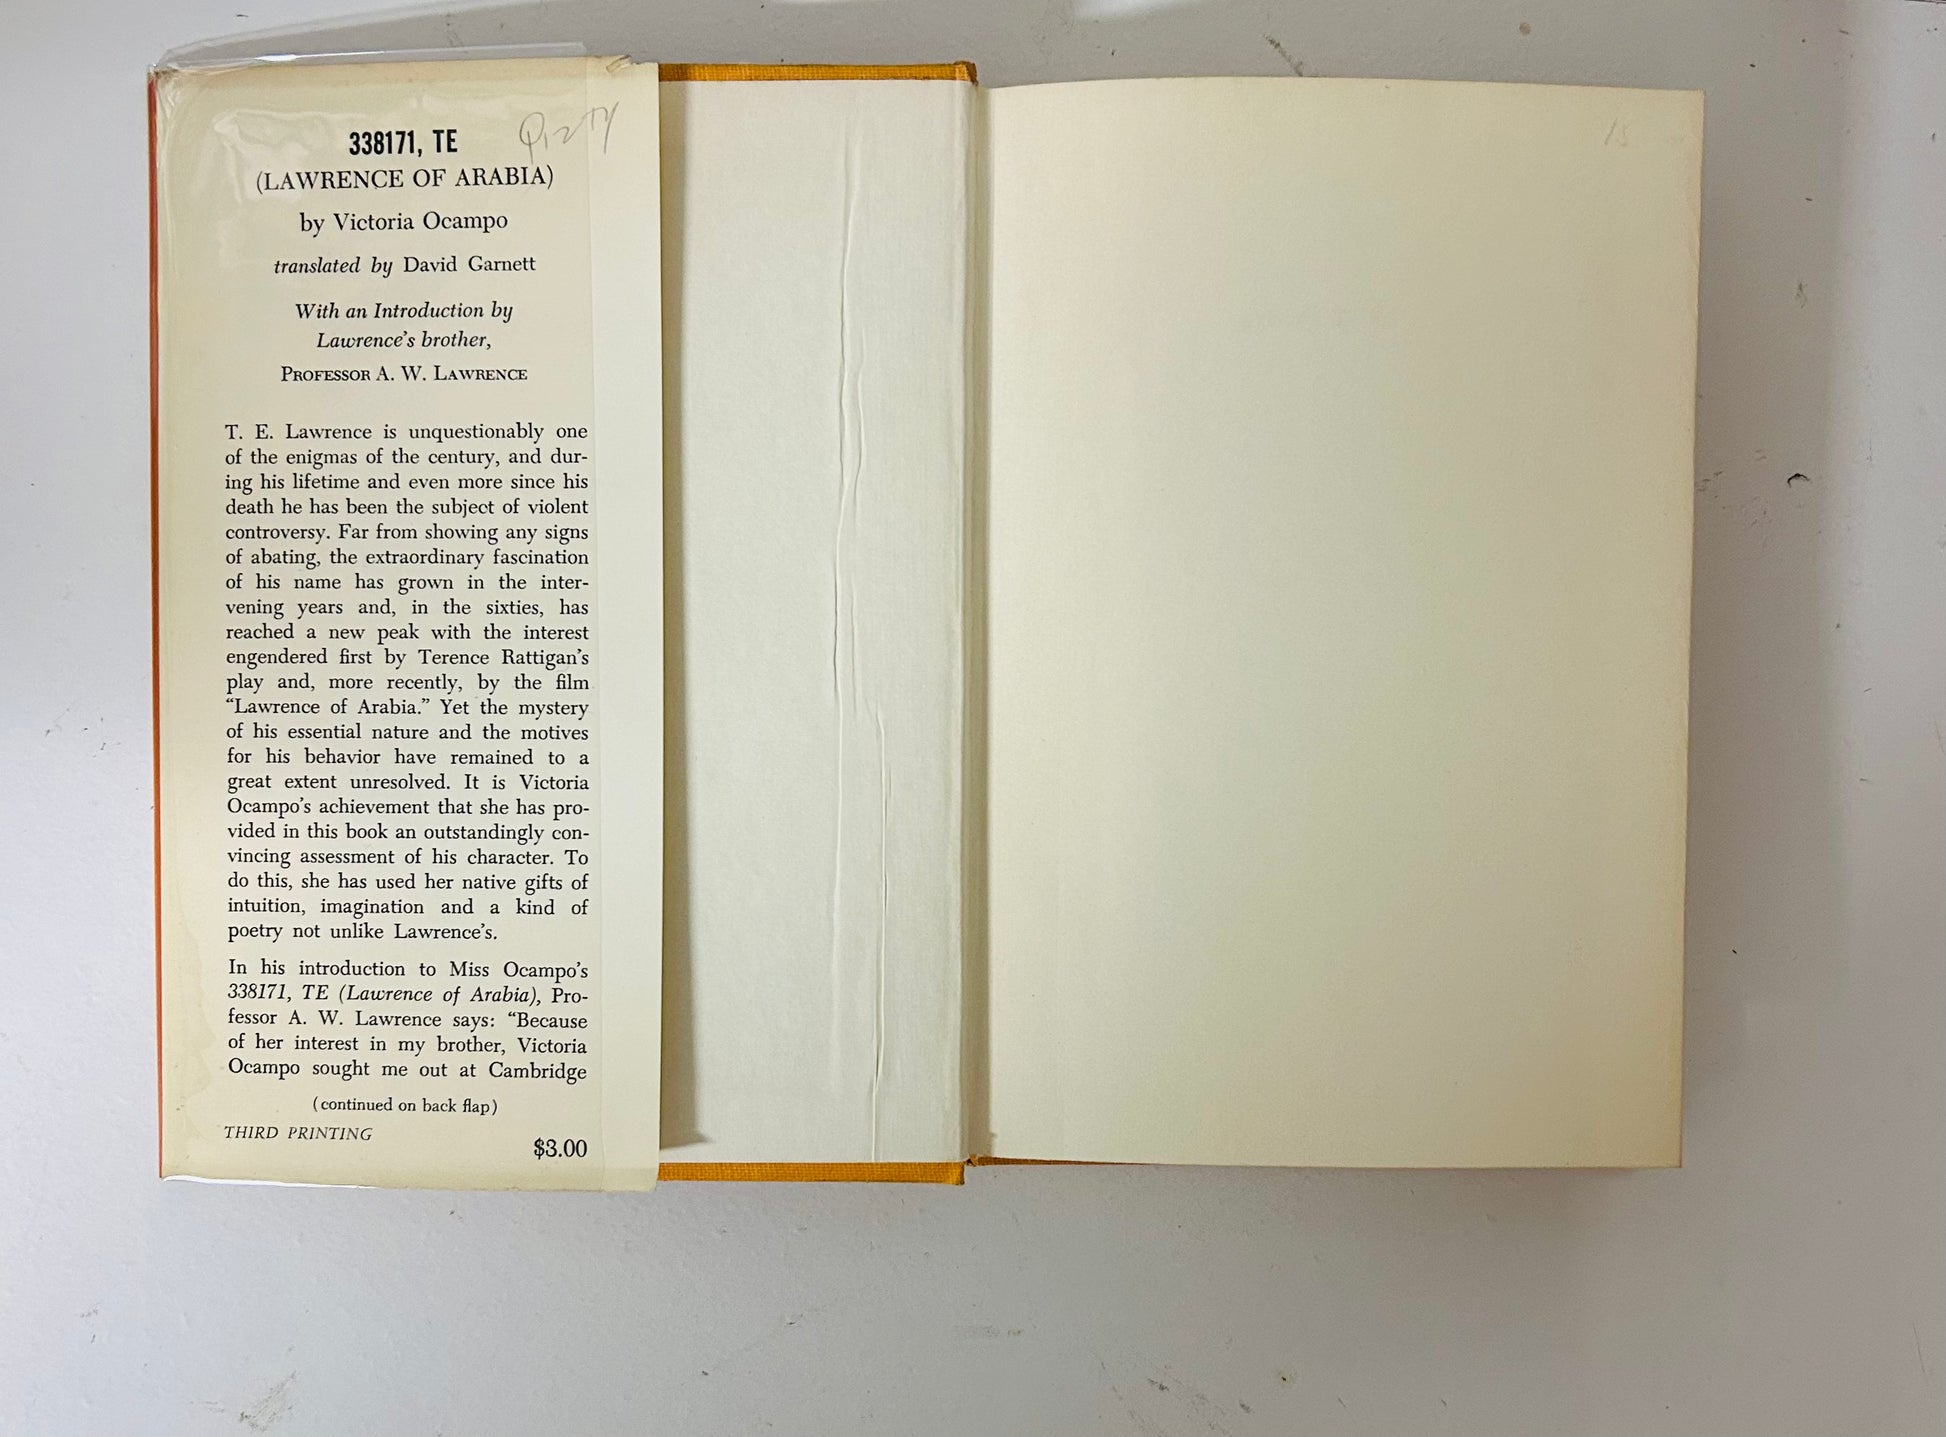 338171, TE
(LAWRENCE OF ARABIA)
by Victoria Ocampo
translated by David Garnett
With an Introduction by
Lawrence's brother,
PROFESSOR A. W. LAWRENCE
T. E. Lawrence is unquestionably one
of the enigmas of the century, and dur-
ing his lifetime and even more since his
death he has been the subject of violent
controversy. Far from showing any signs
of abating, the extraordinary fascination
of his name has grown in the inter-
vening years and, in the sixties, has
reached a new peak with the interest
engendered first by Terence Rattigan's
play and, more recently, by the film
“Lawrence of Arabia.” Yet the mystery
of his essential nature and the motives
for his behavior have remained to a
great extent unresolved. It is Victoria
Ocampo's achievement that she has pro-
vided in this book an outstandingly con-
vincing assessment of his character. To
do this, she has used her native gifts of
intuition, imagination and a kind of
poetry not unlike Lawrence's.
In his introduction to Miss Ocampo's
338171, TE (Lawrence of Arabia), Pro-
fessor A. W. Lawrence says: “Because
of her interest in my brother, Victoria
Ocampo sought me out at Cambridge
(continued on back flap)
THIRD PRINTING
$3.00